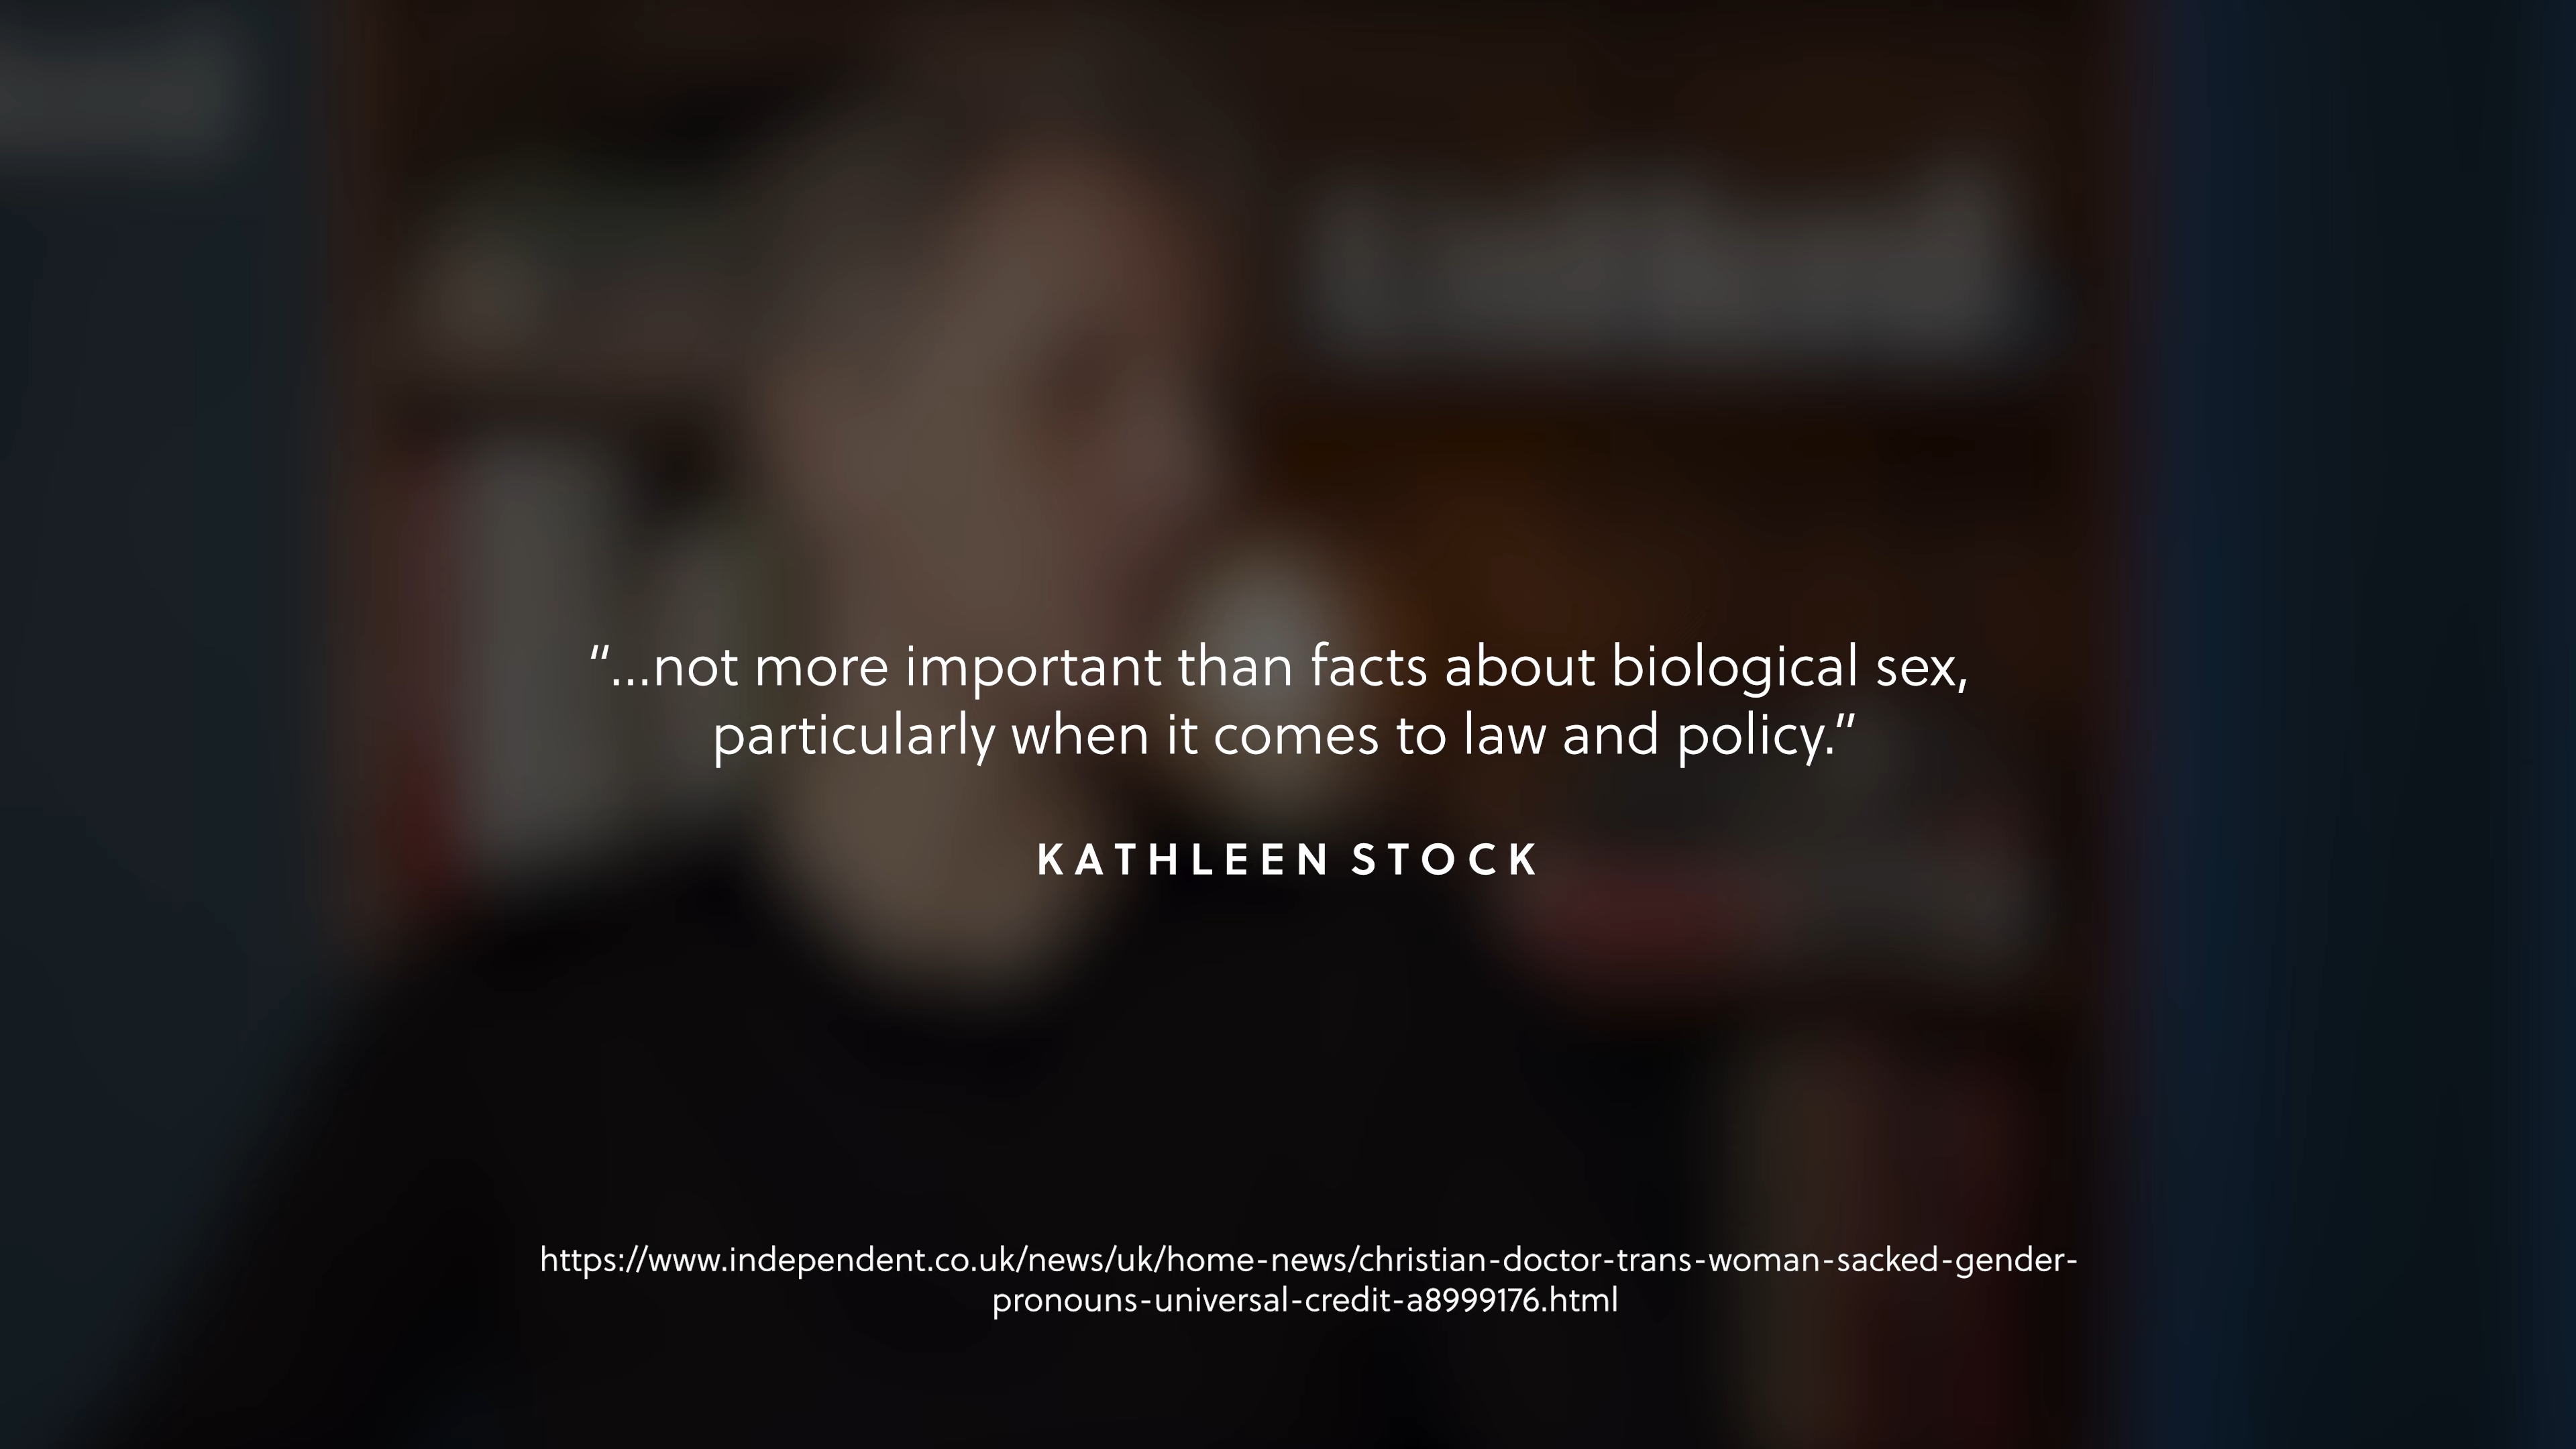 “...not more important than facts about biological sex,
particularly when it comes to law and policy.”
KATHLEEN STOCK
https://www.independent.co.uk/news/uk/home-news/christian-doctor-trans-woman-sacked-gender-
pronouns-universal-credit-a8999176.html